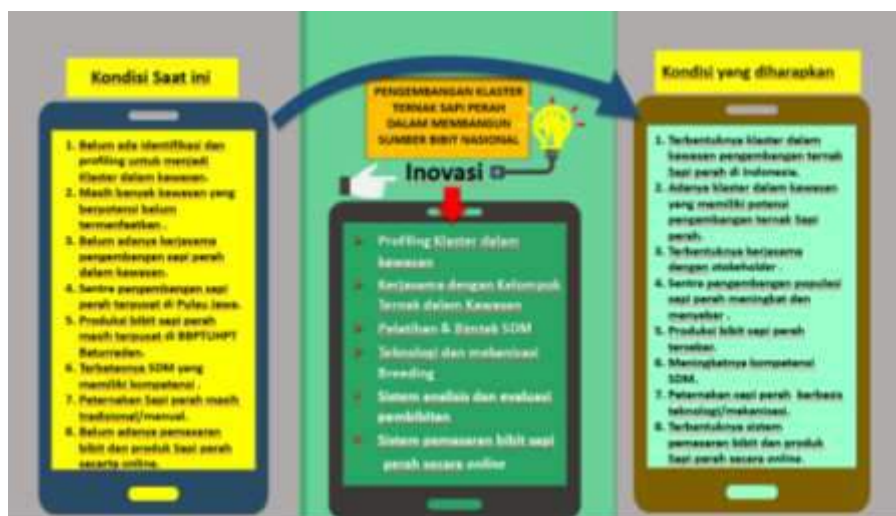 Kondisi Saat ini
1. Belum ada identifikasi dan
profiling untuk menjadi
Klaster dalam kawasan.
2. Masih banyak kawasan yang
berpotensi belum
termanfaatkan .
3. Belum adanya kerjasama
pengembangan sapi perah
dalam kawasan.
4. Sentra pengembangan sapi
perah terpusat di Pulau Jawa.
5. Produksi bibit sapi perah
masih terpusat di BBPTUHPT
Baturraden.
6. Terbatasnya SDM yang
memiliki kompetensi .
7. Peternakan Sapi perah masih
tradisional/manual.
8. Belum adanya pemasaran
bibit dan produk Sapi perah
secarta online.
PENGEMBANGAN KLASTER
TERNAK SAPI PERAH
DALAM MEMBANGUN
SUMBER BIBIT NASIONAL
Inovasi
Profiling Klaster dalam
kawasan
Kerjasama dengan Kelompok
Ternak dalam Kawasan
Pelatihan & Bimtek SDM
Teknologi dan mekanisasi
Breeding
Sistem analisis dan evaluasi
pembibitan
Sistem pemasaran bibit sapi
perah secara online
Kondisi yang diharapkan
1. Terbentuknya klaster dalam
kawasan pengembangan ternak
Sapi perah di Indonesia.
2. Adanya klaster dalam kawasan
yang memiliki potensi
pengembangan ternak Sapi
perah.
3. Terbentuknya kerjasama
dengan stokeholder .
4. Sentra pengembangan populasi
sapi perah meningkat dan
menyebar .
5. Produksi bibit sapi perah
tersebar.
6. Meningkatnya kompetensi
SDM.
7. Peternakan sapi perah berbasis
teknologi/mekanisasi.
8. Terbentuknya sistem
pemasaran bibit dan produk
Sapi perah secara online.